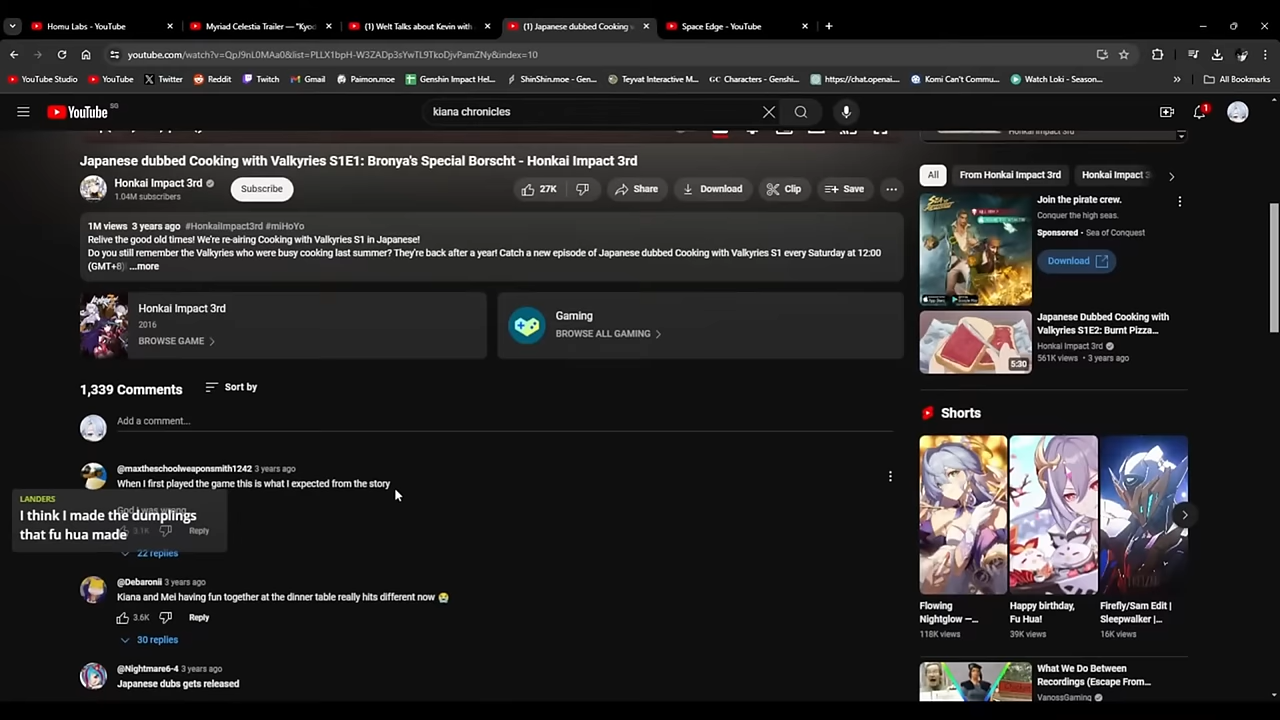 Homu Labs - YouTube
Myriad Celestia Trailer — "Kyo
(1) Welt Talks about Kevin with
(1) Japanese dubbed Cooking
Space Edge - YouTube
youtube.com/watch?v=QpJ9nL0MAa0&list=PLLX1bpH-W3ZADp3sYwTL9TkoDjvPamZNy&index=10
YouTube Studio
YouTube
Twitter
Reddit
Twitch
Gmail
Paimon.moe
Genshin Impact Hel...
ShinShin.moe - Gen...
Teyvat Interactive M...
GC Characters - Genshi...
https://chat.openai....
Komi Can't Commu...
Watch Loki - Season...
All Bookmarks
YouTube SG
kiana chronicles
1
Honkai Impact 3rd
Japanese dubbed Cooking with Valkyries S1E1: Bronya's Special Borscht - Honkai Impact 3rd
Honkai Impact 3rd
1.04M subscribers
Subscribe
27K
Share
Download
Clip
Save
1M views 3 years ago #HonkaiImpact3rd #miHoYo
Relive the good old times! We're re-airing Cooking with Valkyries S1 in Japanese!
Do you still remember the Valkyries who were busy cooking last summer? They're back after a year! Catch a new episode of Japanese dubbed Cooking with Valkyries S1 every Saturday at 12:00
(GMT+8) ...more
Honkai Impact 3rd
2016
BROWSE GAME
Gaming
BROWSE ALL GAMING
1,339 Comments
Sort by
Add a comment...
@maxtheschoolweaponsmith1242 3 years ago
When I first played the game this is what I expected from the story
God I was wrong
3.1K
Reply
22 replies
LANDERS
I think I made the dumplings
that fu hua made
@Debaronii 3 years ago
Kiana and Mei having fun together at the dinner table really hits different now 😭
3.6K
Reply
30 replies
@Nightmare6-4 3 years ago
Japanese dubs gets released
All
From Honkai Impact 3rd
Honkai Impact 3
Join the pirate crew.
Conquer the high seas.
Sponsored · Sea of Conquest
Download
Japanese Dubbed Cooking with
Valkyries S1E2: Burnt Pizza...
Honkai Impact 3rd
561K views · 3 years ago
5:30
Shorts
Flowing
Nightglow —...
118K views
Happy birthday,
Fu Hua!
39K views
Firefly/Sam Edit |
Sleepwalker |...
16K views
What We Do Between
Recordings (Escape From...
VanossGaming